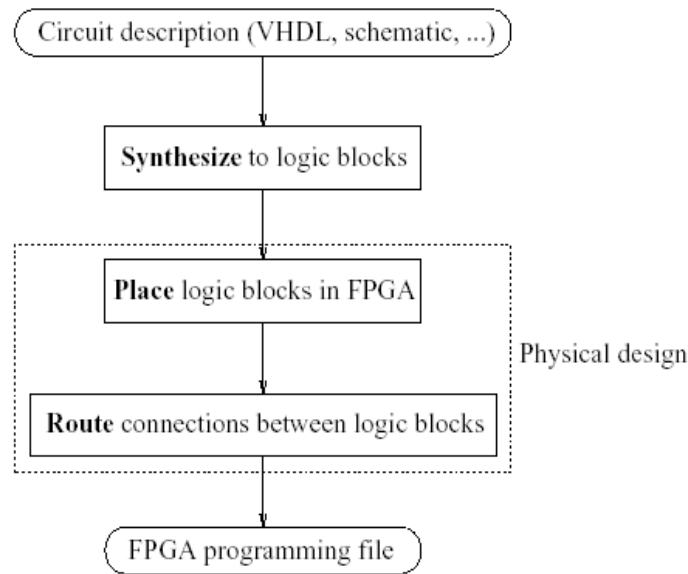 Circuit description (VHDL, schematic, ...)
Synthesize to logic blocks
Place logic blocks in FPGA
Physical design
Route connections between logic blocks
FPGA programming file